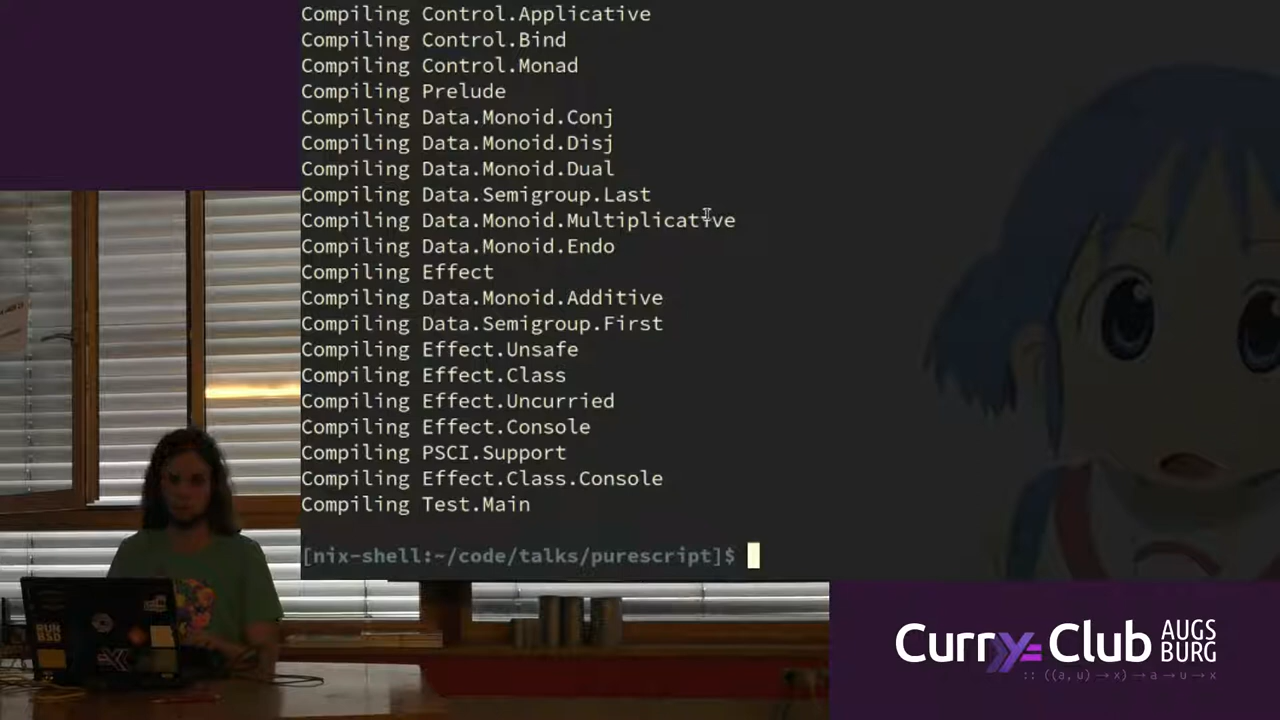 Compiling Control.Applicative
Compiling Control.Bind
Compiling Control.Monad
Compiling Prelude
Compiling Data.Monoid.Conj
Compiling Data.Monoid.Disj
Compiling Data.Monoid.Dual
Compiling Data.Semigroup.Last
Compiling Data.Monoid.Multiplicative
Compiling Data.Monoid.Endo
Compiling Effect
Compiling Data.Monoid.Additive
Compiling Data.Semigroup.First
Compiling Effect.Unsafe
Compiling Effect.Class
Compiling Effect.Uncurried
Compiling Effect.Console
Compiling PSCI.Support
Compiling Effect.Class.Console
Compiling Test.Main
[nix-shell:~/code/talks/purescript]$
RUN
BSD
Curry Club AUGS
BURG
:: ((a, u) → x) → a → u → x